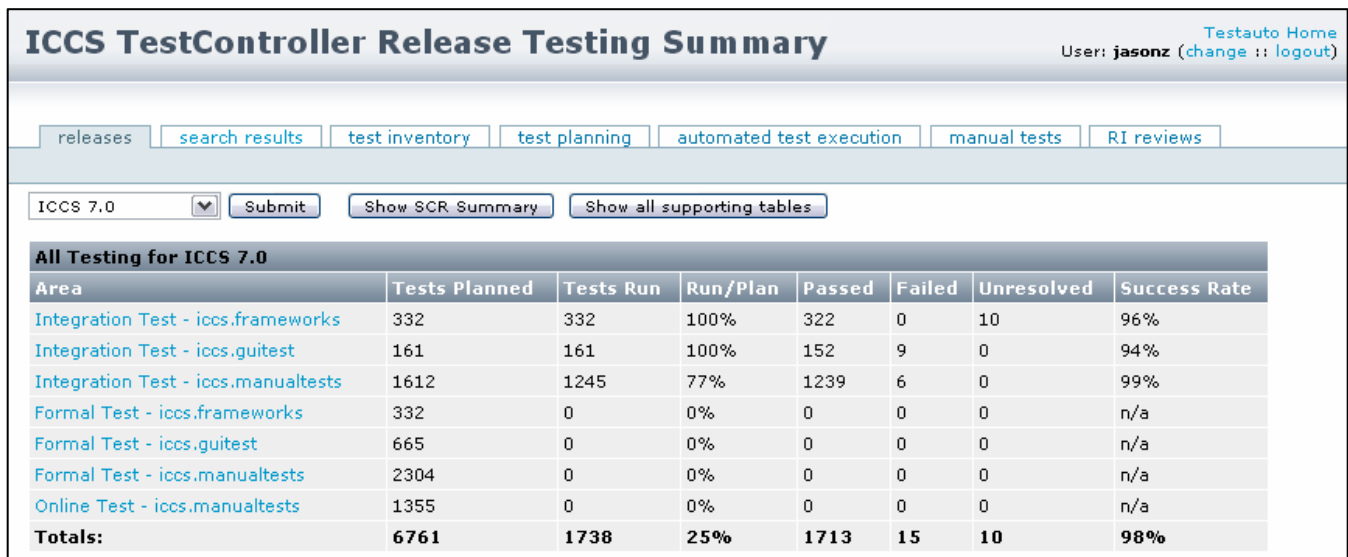 ICCS TestController Release Testing Summary
Testauto Home
User: jasonz (change :: logout)
releases search results test inventory test planning automated test execution manual tests RI reviews
ICCS 7.0 Submit Show SCR Summary Show all supporting tables
All Testing for ICCS 7.0
Area Tests Planned Tests Run Run/Plan Passed Failed Unresolved Success Rate
Integration Test - iccs.frameworks 332 332 100% 322 0 10 96%
Integration Test - iccs.guitest 161 161 100% 152 9 0 94%
Integration Test - iccs.manualtests 1612 1245 77% 1239 6 0 99%
Formal Test - iccs.frameworks 332 0 0% 0 0 0 n/a
Formal Test - iccs.guitest 665 0 0% 0 0 0 n/a
Formal Test - iccs.manualtests 2304 0 0% 0 0 0 n/a
Online Test - iccs.manualtests 1355 0 0% 0 0 0 n/a
Totals: 6761 1738 25% 1713 15 10 98%